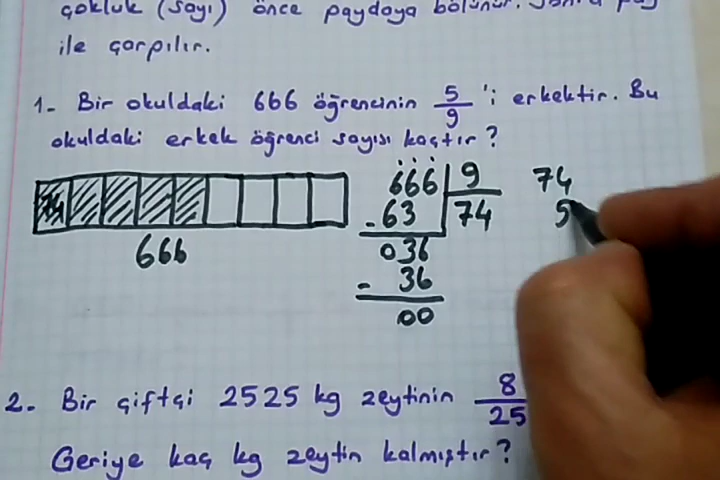 çokluk (sayı) önce paydaya bölünür. Sonra pay
ile çarpılır.
1- Bir okuldaki 666 öğrencinin 5/9 'i erkektir. Bu
okuldaki erkek öğrenci sayısı kaçtır?
666
666 9
- 63 74
036
- 36
00
74
5
2. Bir çiftçi 2525 kg zeytinin 8/25
Geriye kaç kg zeytin kalmıştır?